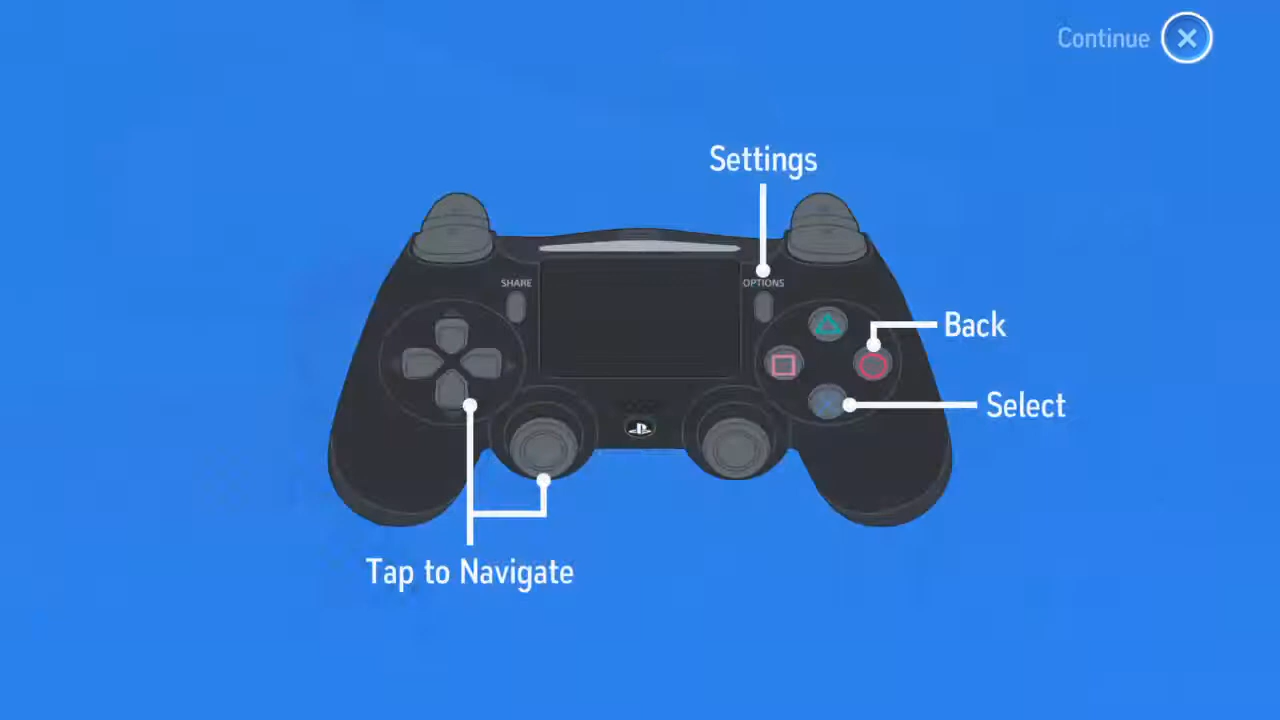 Continue
Settings
SHARE
OPTIONS
Back
Select
Tap to Navigate